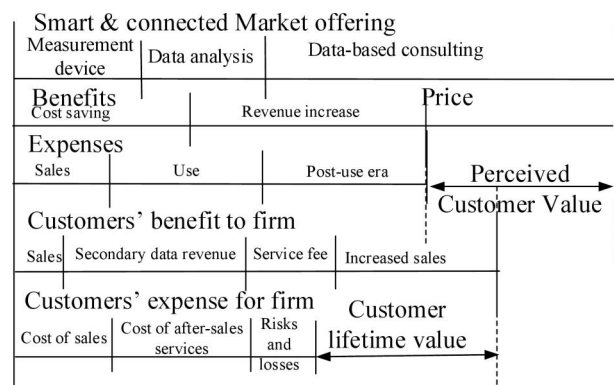 Smart & connected Market offering
Measurement device
Data analysis
Data-based consulting
Benefits
Price
Cost saving
Revenue increase
Expenses
Sales
Use
Post-use era
Perceived
Customer Value
Customers’ benefit to firm
Sales
Secondary data revenue
Service fee
Increased sales
Customers’ expense for firm
Cost of sales
Cost of after-sales
services
Risks
and
losses
Customer
lifetime value